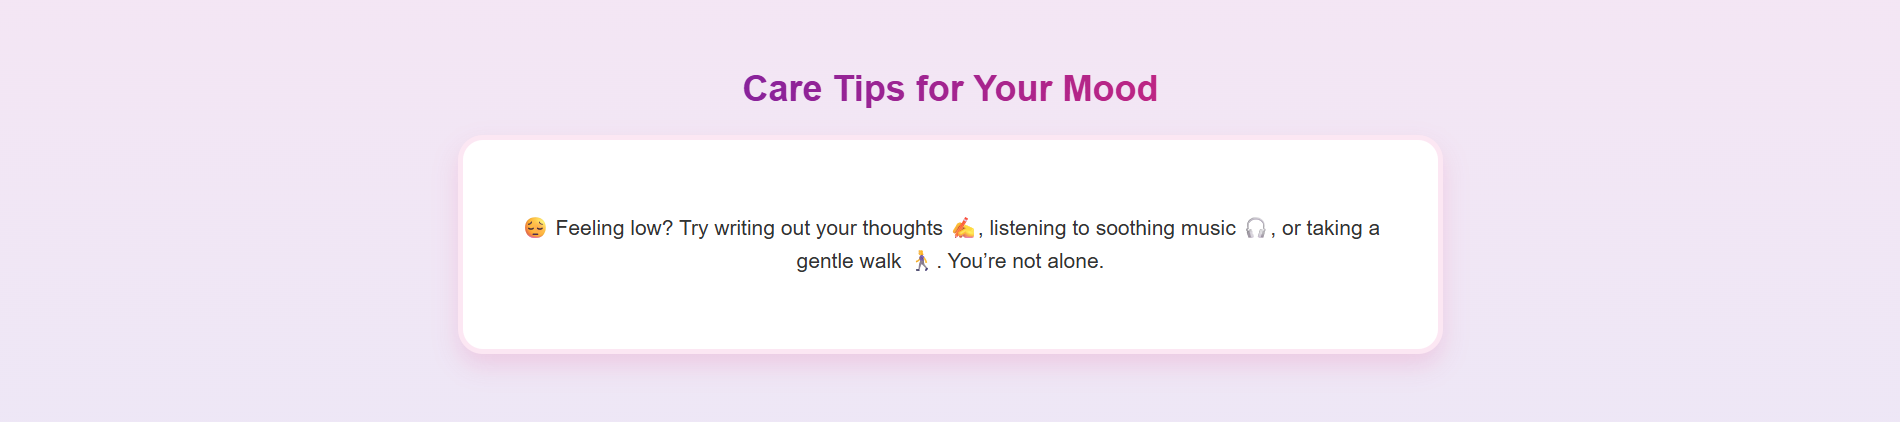 Care Tips for Your Mood
😔 Feeling low? Try writing out your thoughts ✍️, listening to soothing music 🎧, or taking a
gentle walk 🚶‍♀️. You’re not alone.